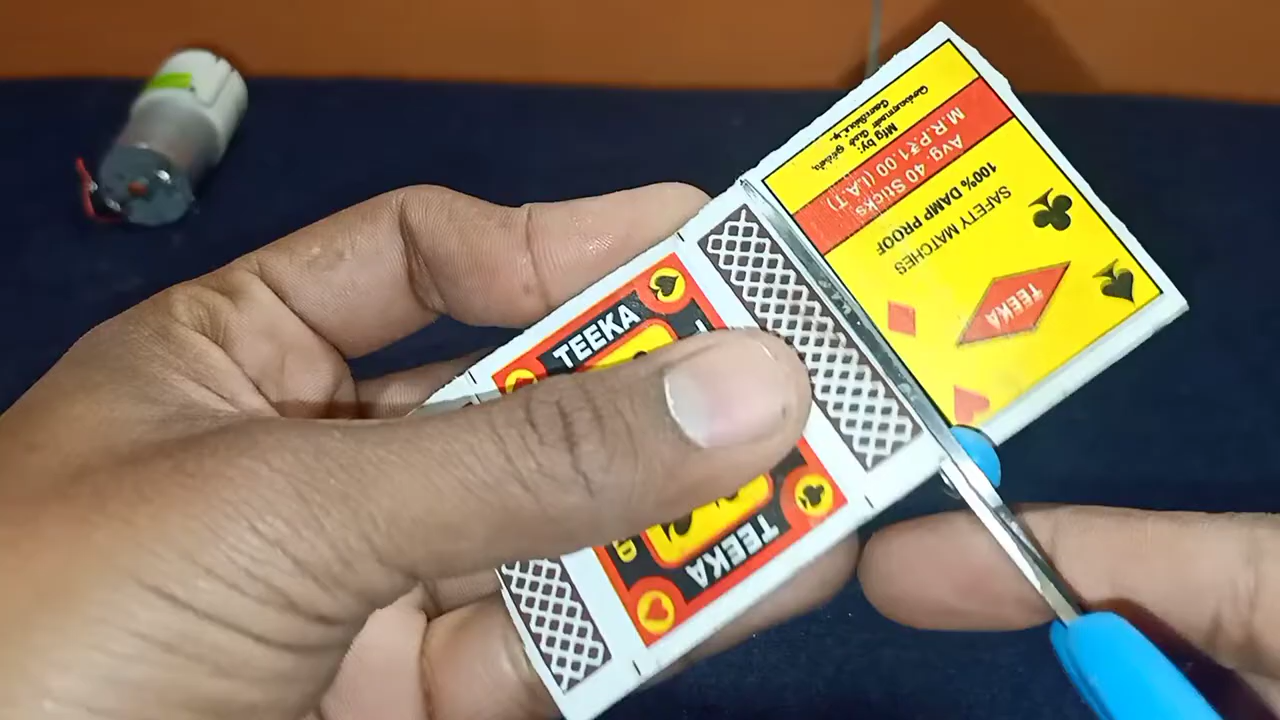 TEEKA
TEEKA
TEEKA
SAFETY MATCHES
100% DAMP PROOF
Avg. 40 Sticks
M.R.P.₹1.00 (I.A.T)
Mfg by: